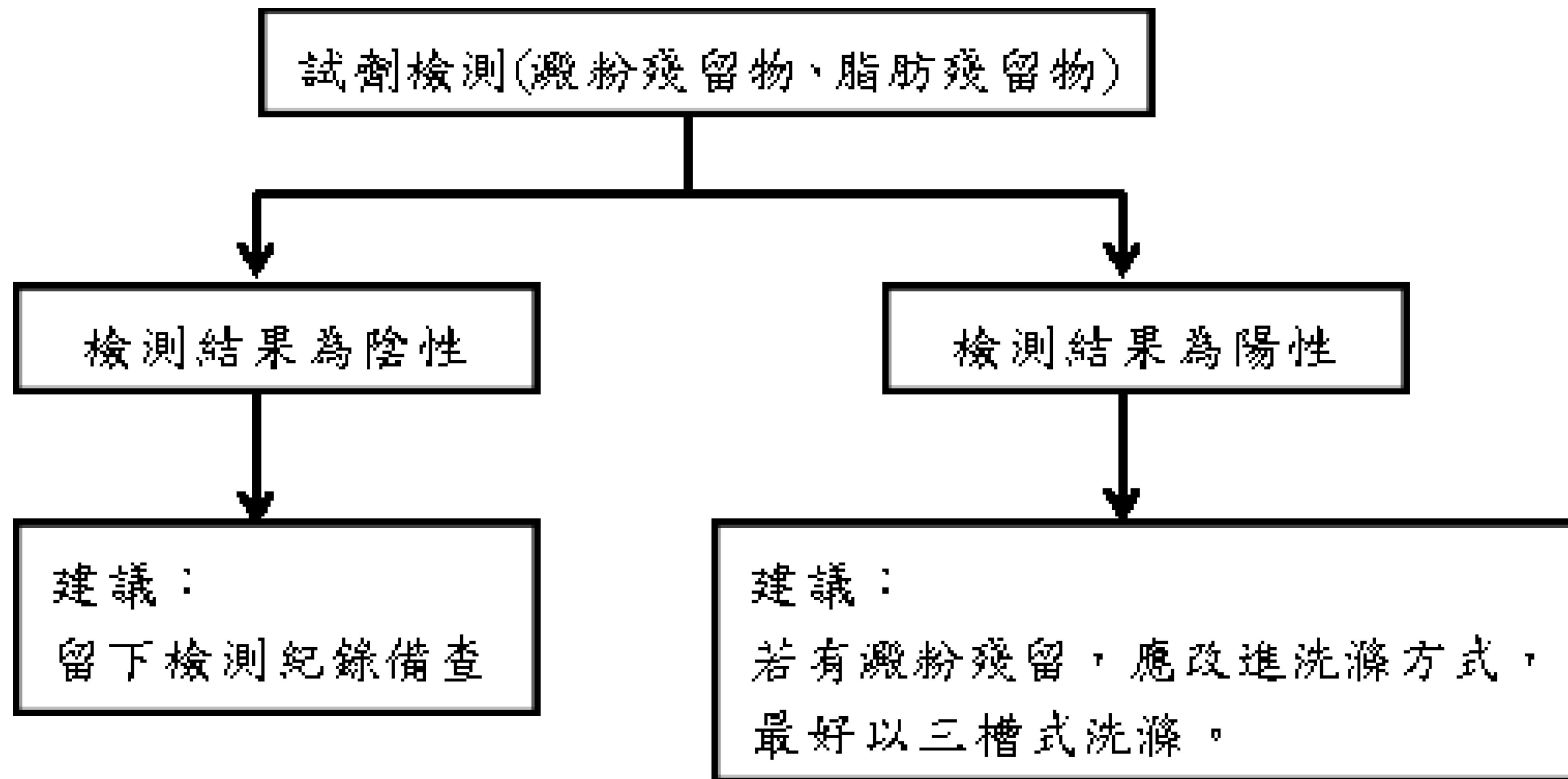 試劑檢測(澱粉殘留物、脂肪殘留物)
檢測結果為陰性
檢測結果為陽性
建議：
留下檢測紀錄備查
建議：
若有澱粉殘留，應改進洗滌方式，
最好以三槽式洗滌。